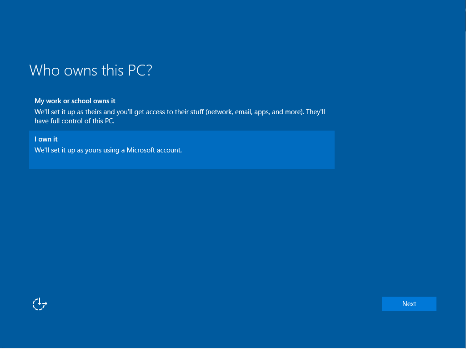 Who owns this PC?
My work or school owns it
We'll set it up as theirs and you'll get access to their stuff (network, email, apps, and more). They'll
have full control of this PC.
I own it
We'll set it up as yours using a Microsoft account.
Next